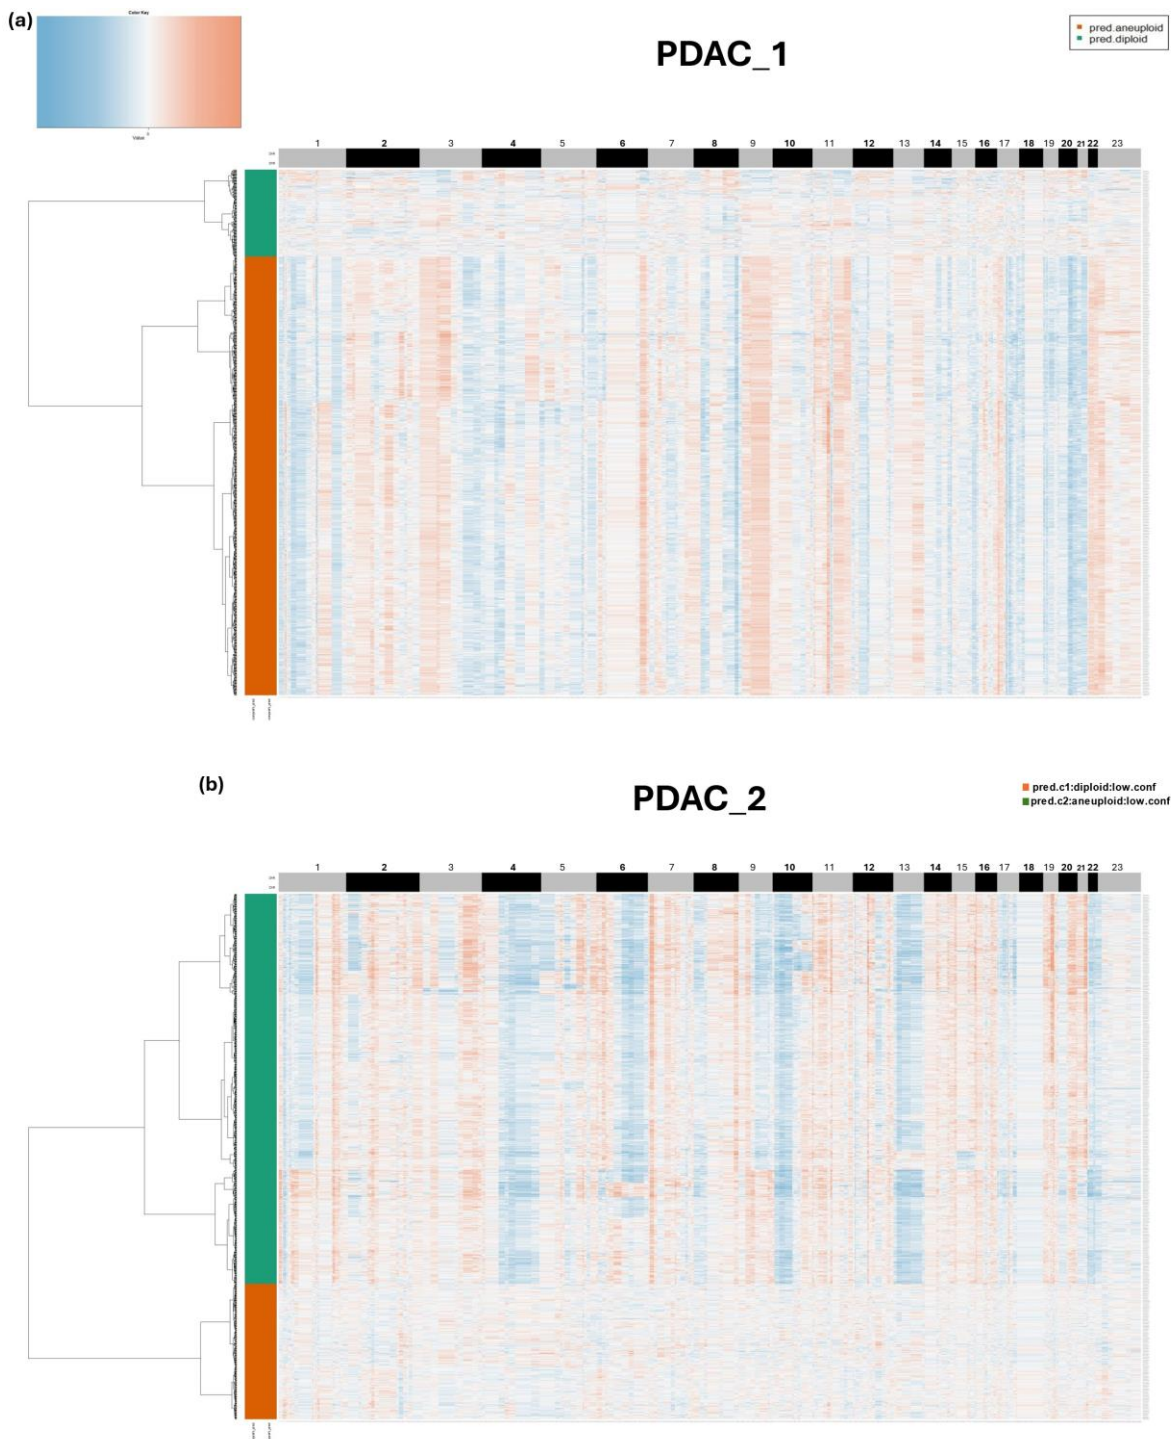 (a)
Color Key
Value
0
PDAC_1
pred.aneuploid
pred.diploid
1 2 3 4 5 6 7 8 9 10 11 12 13 14 15 16 17 18 19 20 21 22 23
(b)
PDAC_2
pred.c1:diploid:low.conf
pred.c2:aneuploid:low.conf
1 2 3 4 5 6 7 8 9 10 11 12 13 14 15 16 17 18 19 20 21 22 23